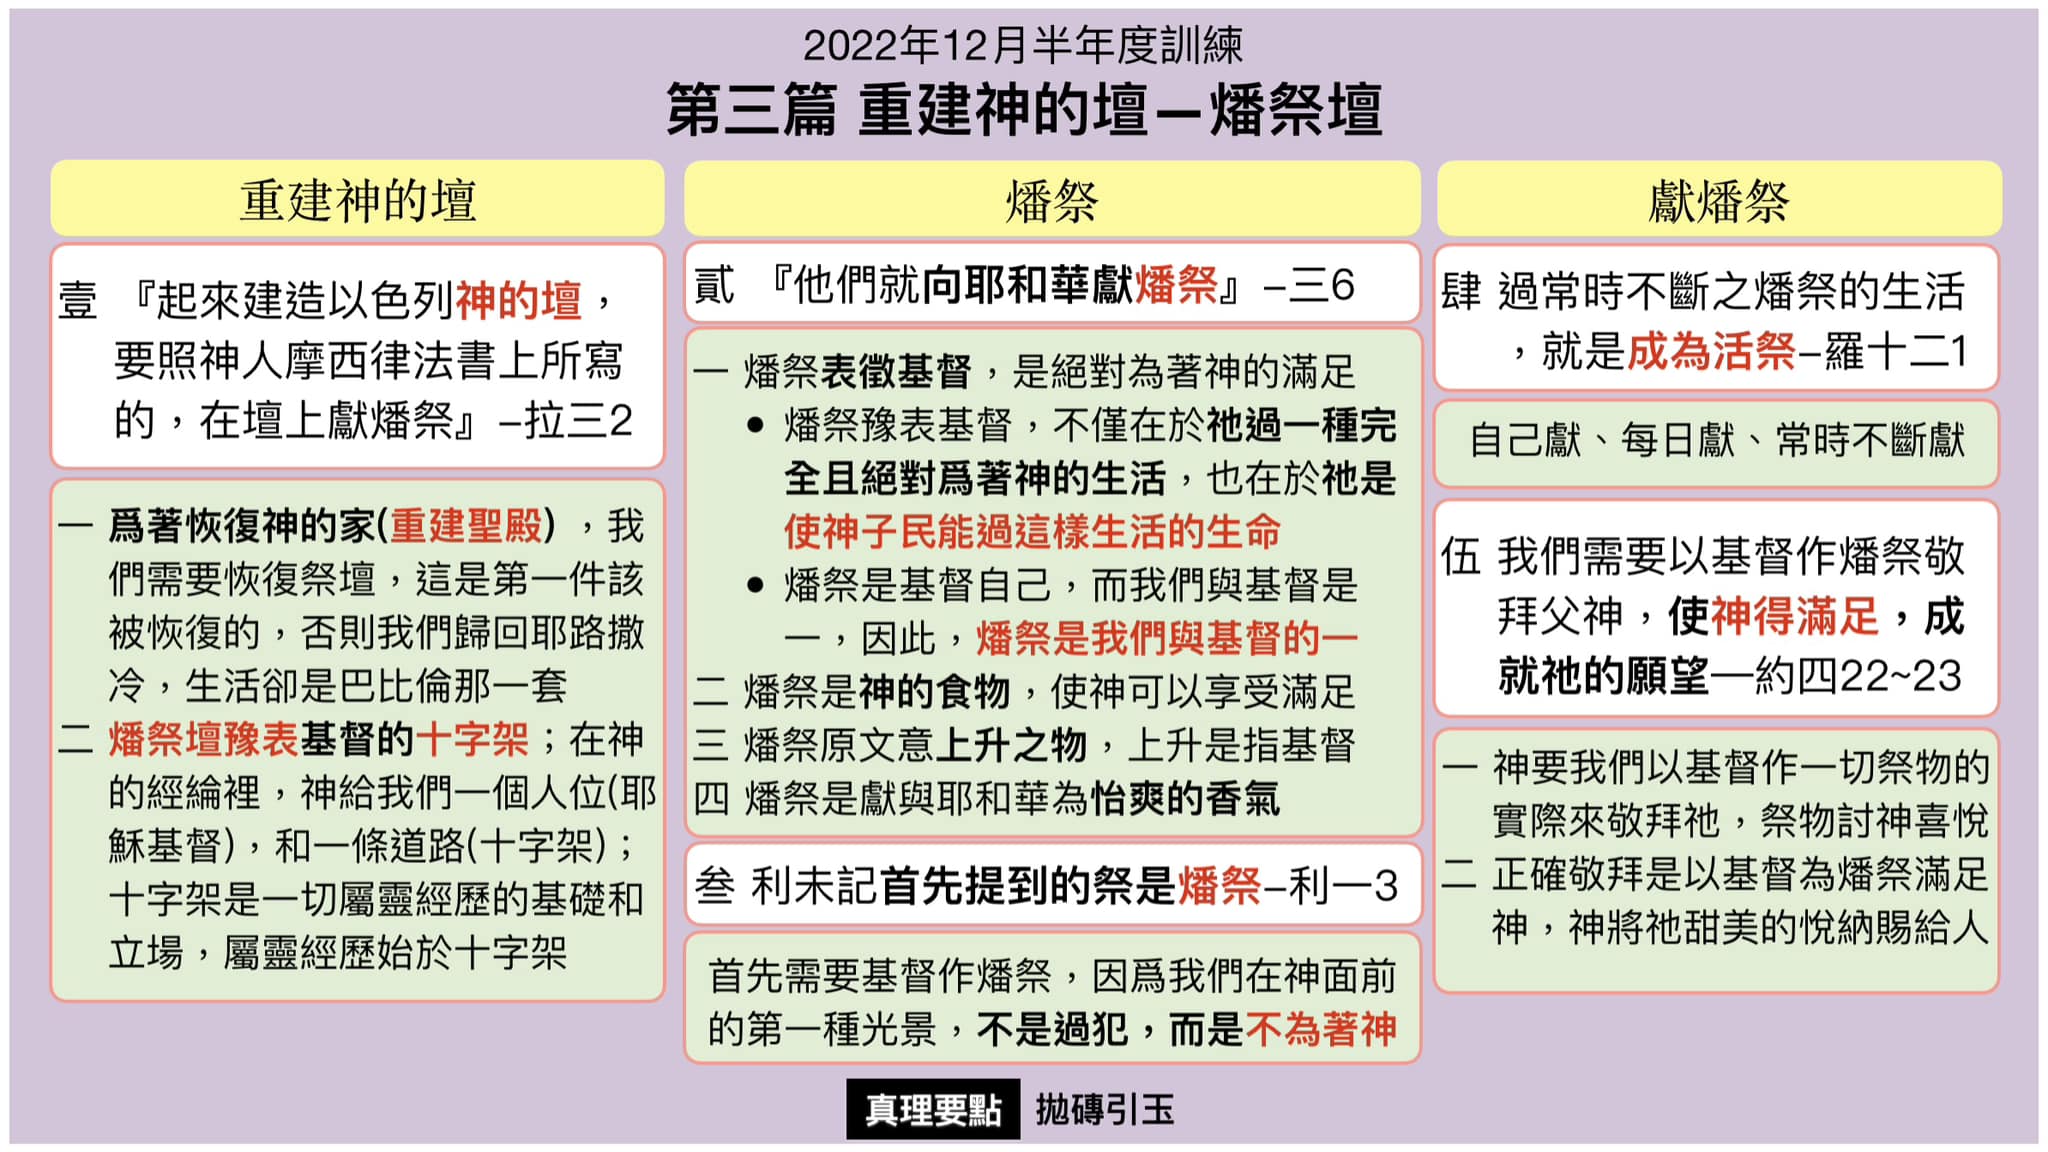 2022年12月半年度訓練
第三篇 重建神的壇－燔祭壇
重建神的壇
壹 『起來建造以色列神的壇，
要照神人摩西律法書上所寫
的，在壇上獻燔祭』–拉三2
一 爲著恢復神的家(重建聖殿)，我
們需要恢復祭壇，這是第一件該
被恢復的，否則我們歸回耶路撒
冷，生活卻是巴比倫那一套
二 燔祭壇豫表基督的十字架；在神
的經綸裡，神給我們一個人位(耶
穌基督)，和一條道路(十字架)；
十字架是一切屬靈經歷的基礎和
立場，屬靈經歷始於十字架
燔祭
貳 『他們就向耶和華獻燔祭』–三6
一 燔祭表徵基督，是絕對為著神的滿足
• 燔祭豫表基督，不僅在於祂過一種完
全且絕對爲著神的生活，也在於祂是
使神子民能過這樣生活的生命
• 燔祭是基督自己，而我們與基督是
一，因此，燔祭是我們與基督的一
二 燔祭是神的食物，使神可以享受滿足
三 燔祭原文意上升之物，上升是指基督
四 燔祭是獻與耶和華為怡爽的香氣
叁 利未記首先提到的祭是燔祭–利一3
首先需要基督作燔祭，因爲我們在神面前
的第一種光景，不是過犯，而是不為著神
獻燔祭
肆 過常時不斷之燔祭的生活
，就是成為活祭–羅十二1
自己獻、每日獻、常時不斷獻
伍 我們需要以基督作燔祭敬
拜父神，使神得滿足，成
就祂的願望—約四22~23
一 神要我們以基督作一切祭物的
實際來敬拜祂，祭物討神喜悅
二 正確敬拜是以基督為燔祭滿足
神，神將祂甜美的悅納賜給人
真理要點 拋磚引玉